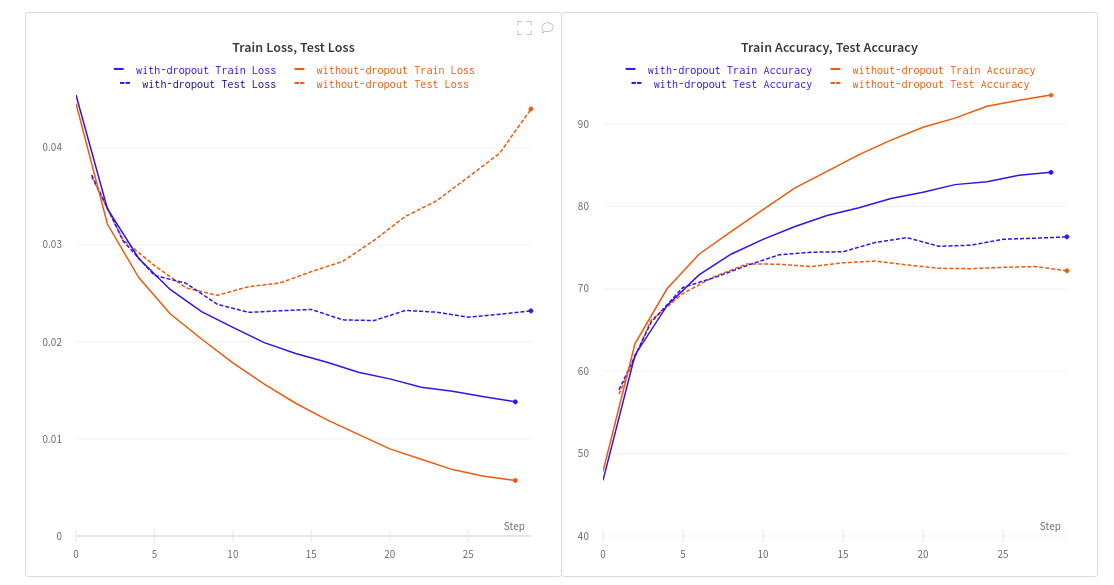 Train Loss, Test Loss
with-dropout Train Loss without-dropout Train Loss
with-dropout Test Loss without-dropout Test Loss
0.04
0.03
0.02
0.01
0
Step
0 5 10 15 20 25
Train Accuracy, Test Accuracy
with-dropout Train Accuracy without-dropout Train Accuracy
with-dropout Test Accuracy without-dropout Test Accuracy
90
80
70
60
50
40
Step
0 5 10 15 20 25